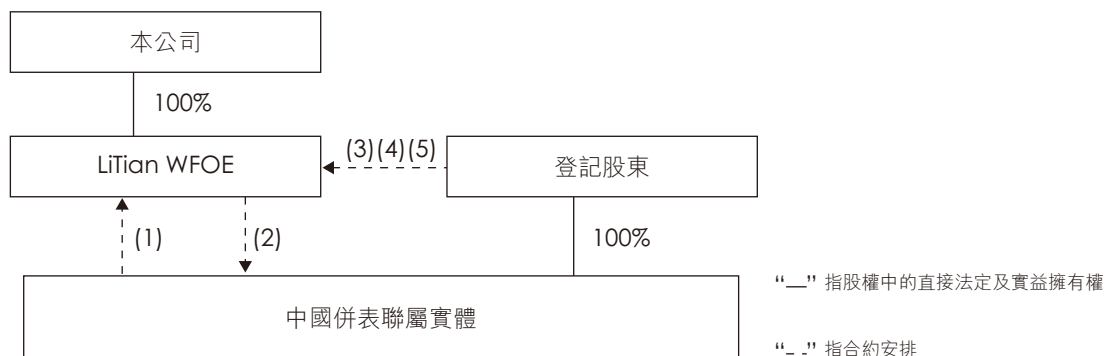 本公司
100%
LiTian WFOE
(3)(4)(5)
登記股東
(1)
(2)
100%
“—” 指股權中的直接法定及實益擁有權
中國併表聯屬實體
“- -” 指合約安排